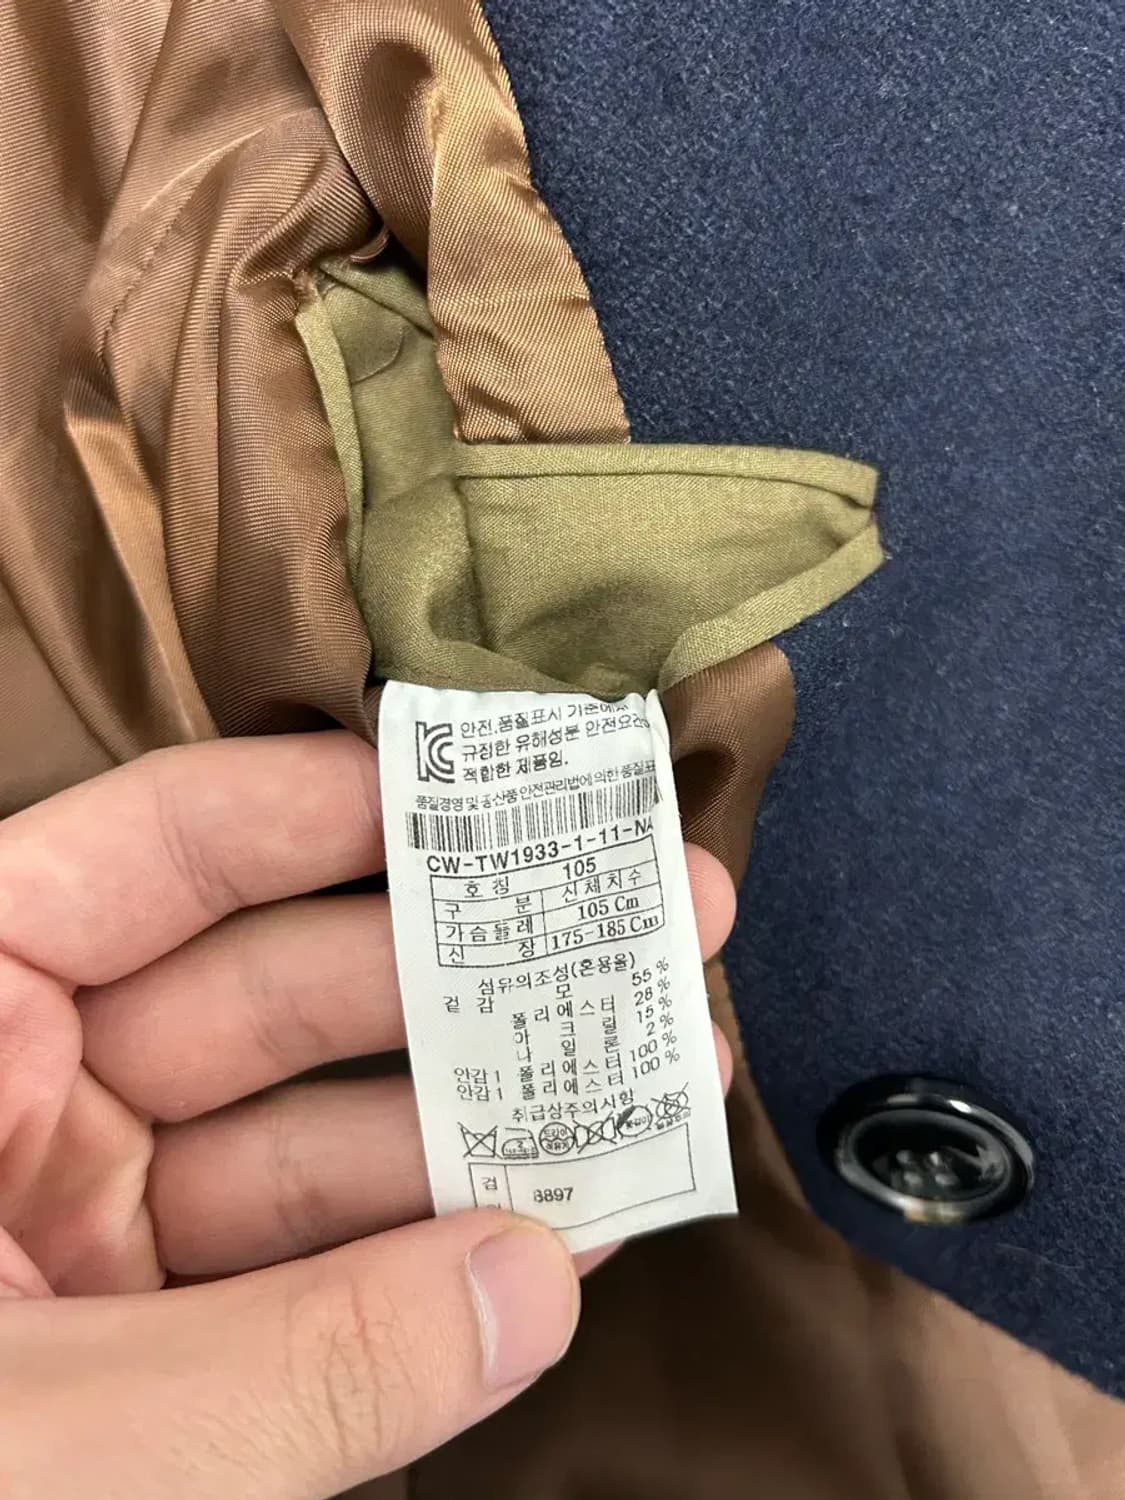 KC 안전.품질표시 기준에서
규정한 유해성분 안전요건에
적합한 제품임.
품질경영 및 공산품안전관리법에 의한 품질표
CW-TW1933-1-11-NA
호칭 105
구 분 신체치수
가슴둘레 105 Cm
신 장 175-185 Cm
섬유의조성(혼용율)
겉감 모 55 %
폴리에스터 28 %
아크릴 15 %
나일론 2 %
안감1 폴리에스터 100 %
안감1 폴리에스터 100 %
취급상주의사항
드라이
검 8897